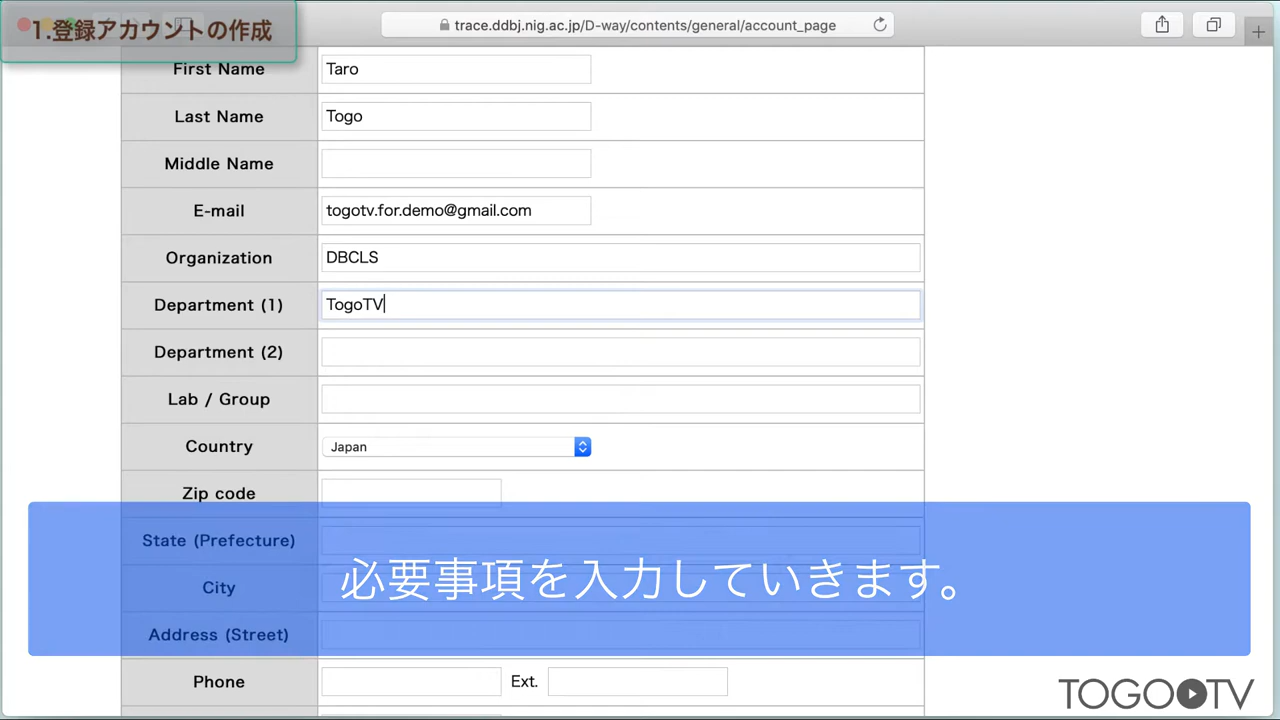 1.登録アカウントの作成
trace.ddbj.nig.ac.jp/D-way/contents/general/account_page
First Name Taro
Last Name Togo
Middle Name
E-mail togotv.for.demo@gmail.com
Organization DBCLS
Department (1) TogoTV
Department (2)
Lab / Group
Country Japan
Zip code
State (Prefecture)
City
必要事項を入力していきます。
Address (Street)
Phone Ext.
TOGOTV